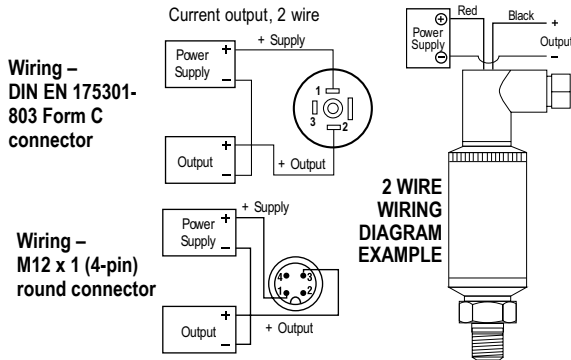 Current output, 2 wire
Wiring –
DIN EN 175301-
803 Form C
connector
Power
Supply
+
–
+ Supply
1
3
2
Output
+
–
+ Output
Wiring –
M12 x 1 (4-pin)
round connector
Power
Supply
+
–
+ Supply
4
3
1
2
Output
+
–
+ Output
Power
Supply
+
–
Red
Black
+
Output
–
2 WIRE
WIRING
DIAGRAM
EXAMPLE